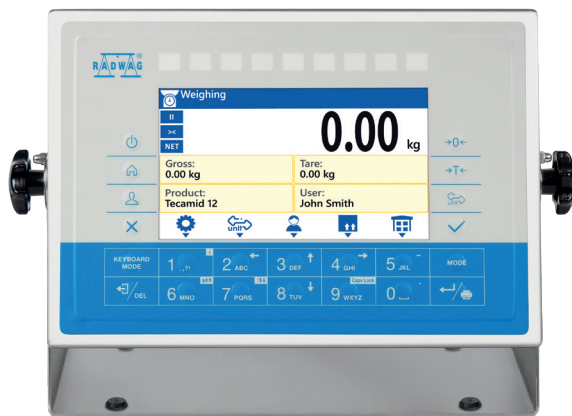 RADWAG®
Weighing
NET
0.00 kg
Gross:
0.00 kg
Tare:
0.00 kg
Product:
Tecamid 12
User:
John Smith
unit
→0←
→T←
KEYBOARD
MODE
1 .,?!
2 ABC
3 DEF
4 GHI
5 JKL
MODE
/DEL
6 MNO
7 PQRS
8 TUV
9 WXYZ
Caps Lock
0